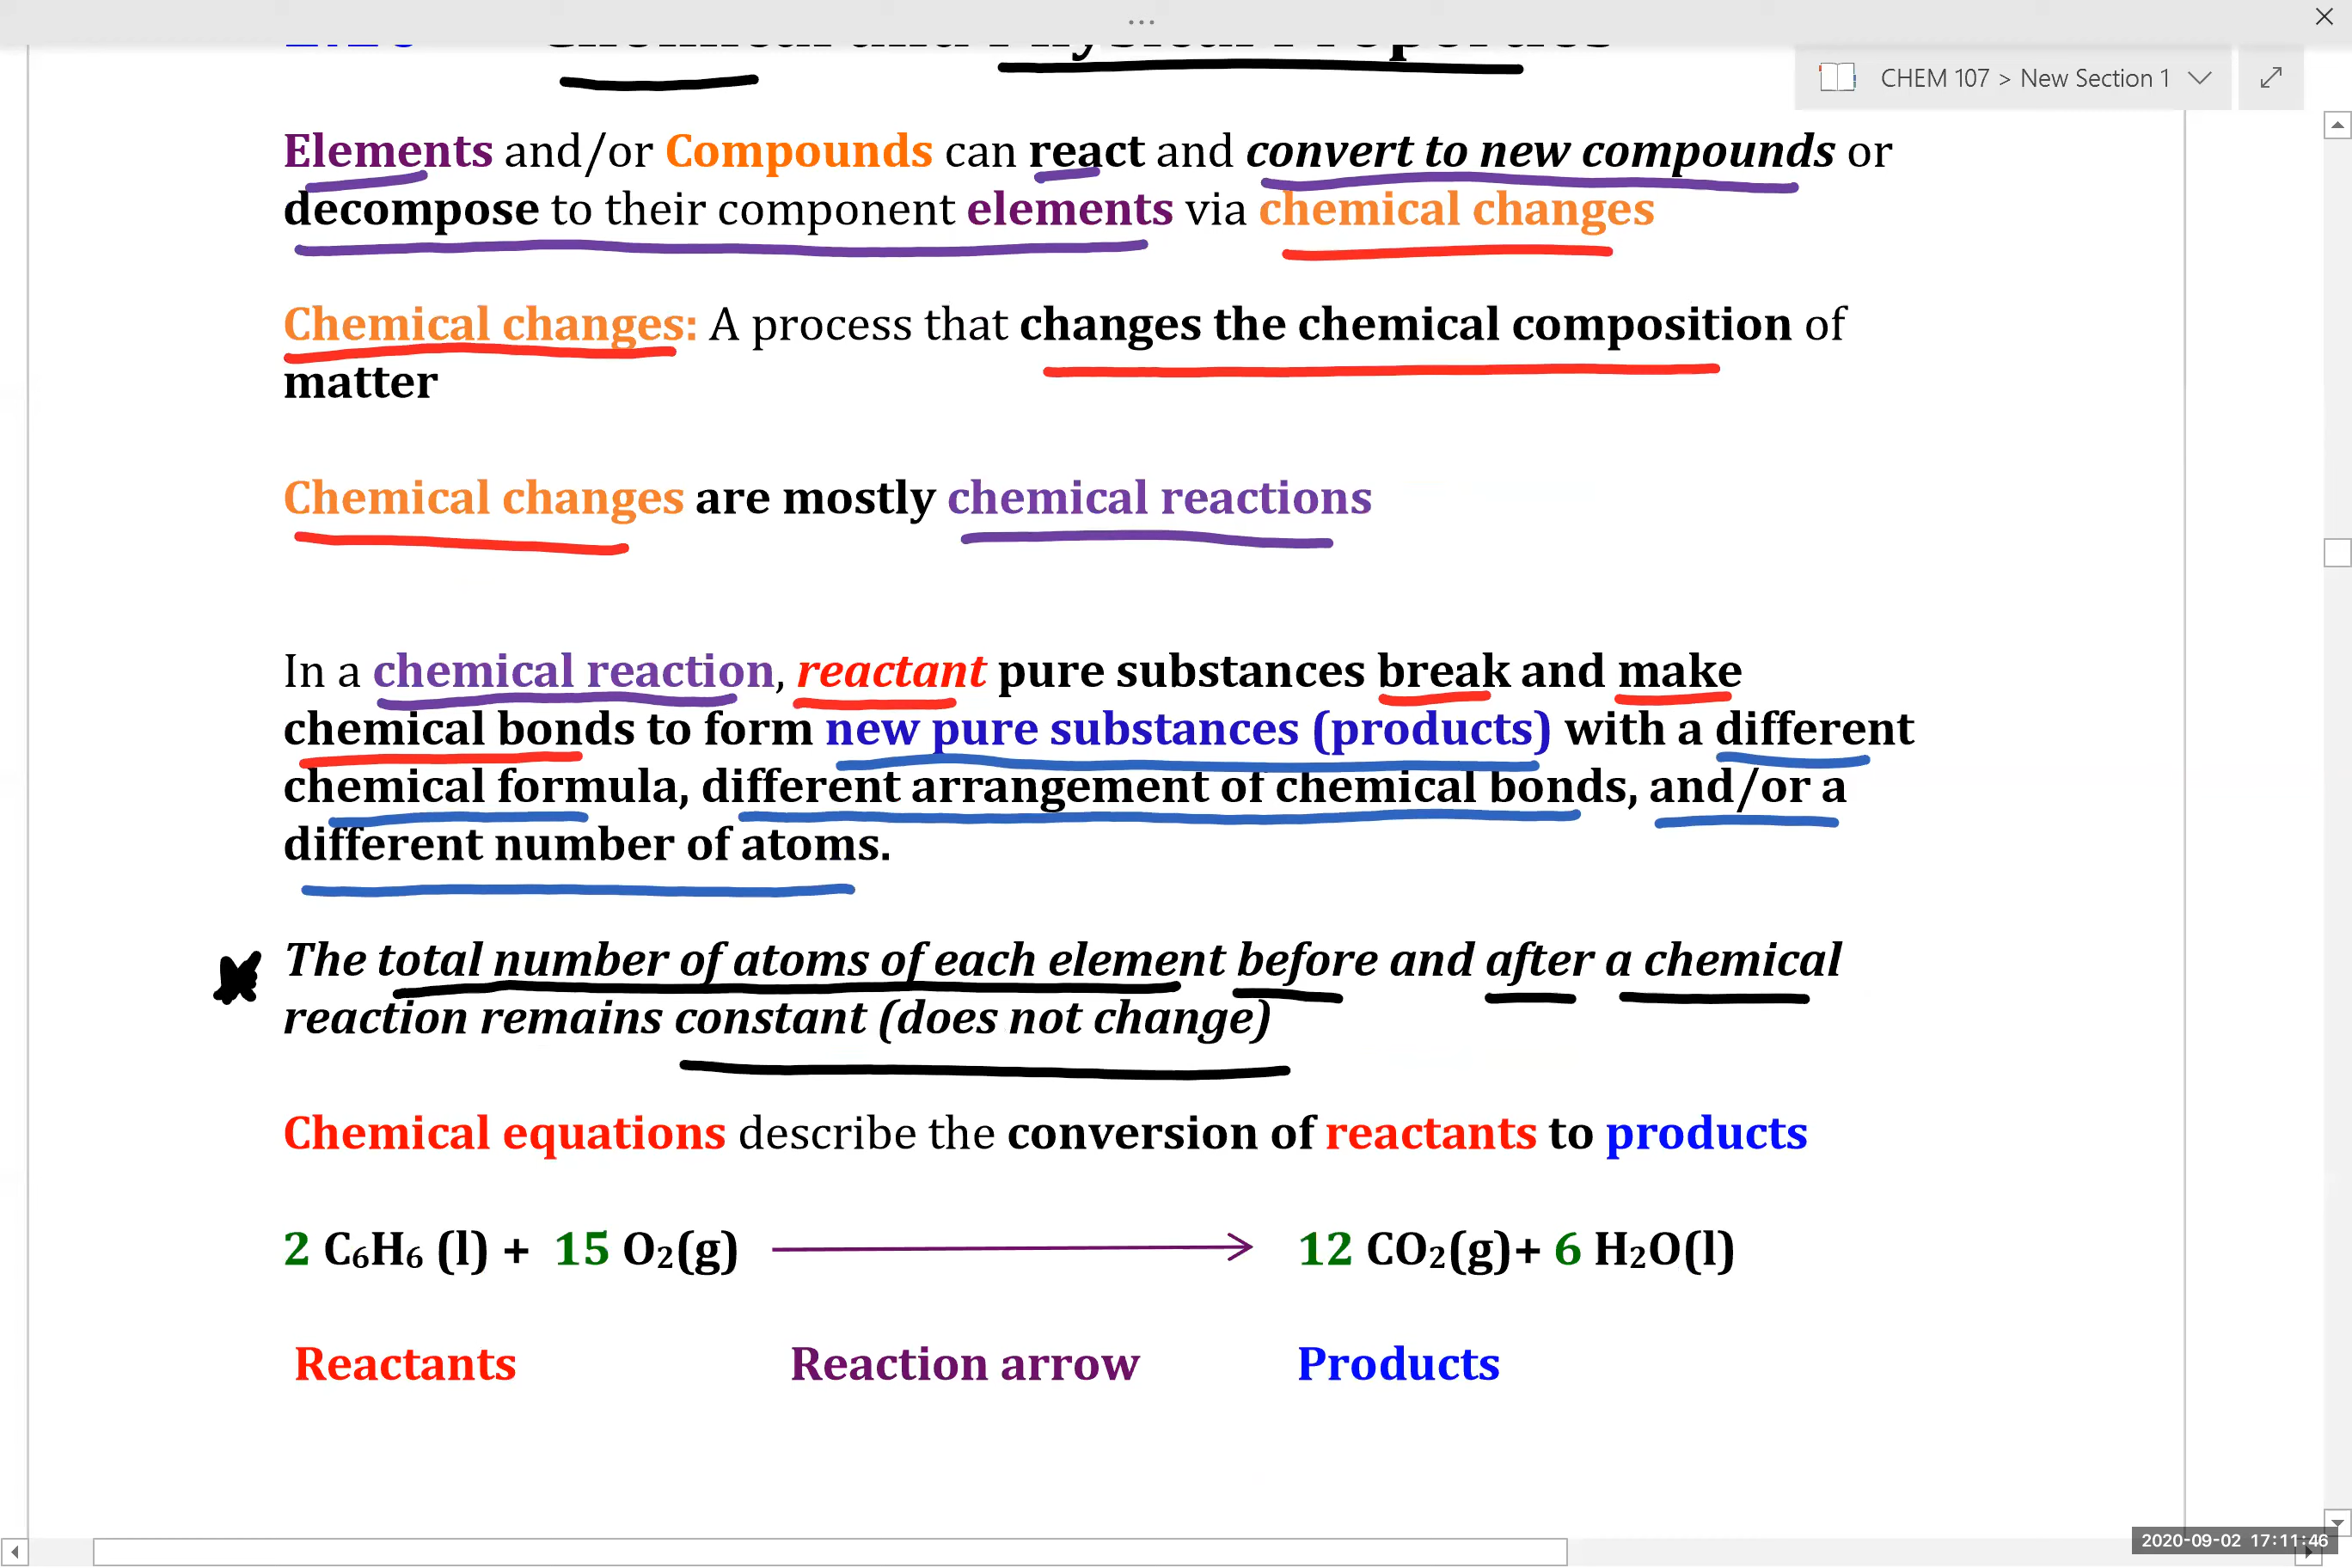 Chemical and Physical Properties
CHEM 107 > New Section 1
Elements and/or Compounds can react and convert to new compounds or
decompose to their component elements via chemical changes
Chemical changes: A process that changes the chemical composition of
matter
Chemical changes are mostly chemical reactions
In a chemical reaction, reactant pure substances break and make
chemical bonds to form new pure substances (products) with a different
chemical formula, different arrangement of chemical bonds, and/or a
different number of atoms.
The total number of atoms of each element before and after a chemical
reaction remains constant (does not change)
Chemical equations describe the conversion of reactants to products
2 C₆H₆ (l) + 15 O₂(g) 12 CO₂(g)+ 6 H₂O(l)
Reactants Reaction arrow Products
2020-09-02 17:11:46